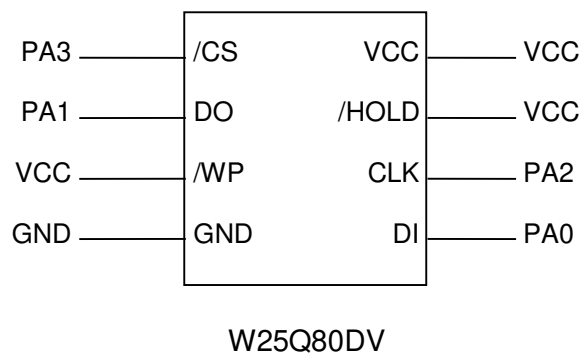 PA3 /CS VCC VCC
PA1 DO /HOLD VCC
VCC /WP CLK PA2
GND GND DI PA0
W25Q80DV